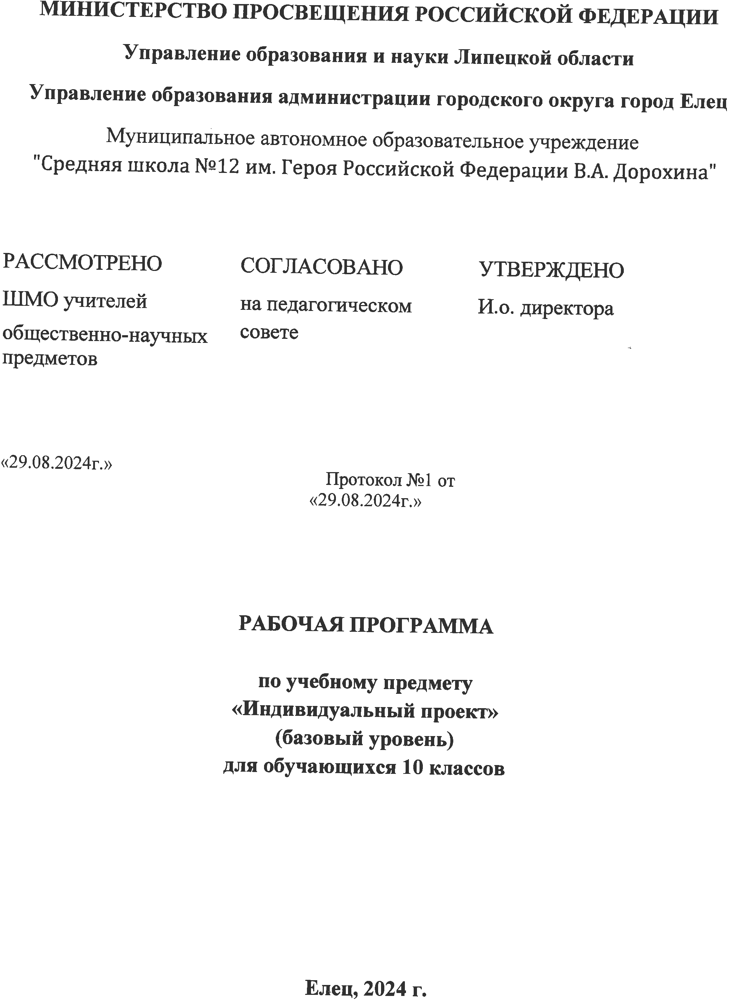 МИНИСТЕРСТВО ПРОСВЕЩЕНИЯ РОССИЙСКОЙ ФЕДЕРАЦИИ
Управление образования и науки Липецкой области
Управление образования администрации городского округа город Елец
Муниципальное автономное образовательное учреждение
"Средняя школа №12 им. Героя Российской Федерации В.А. Дорохина"
РАССМОТРЕНО
ШМО учителей
общественно-научных
предметов
«29.08.2024г.»
СОГЛАСОВАНО
на педагогическом
совете
Протокол №1 от
«29.08.2024г.»
УТВЕРЖДЕНО
И.о. директора
РАБОЧАЯ ПРОГРАММА
по учебному предмету
«Индивидуальный проект»
(базовый уровень)
для обучающихся 10 классов
Елец, 2024 г.